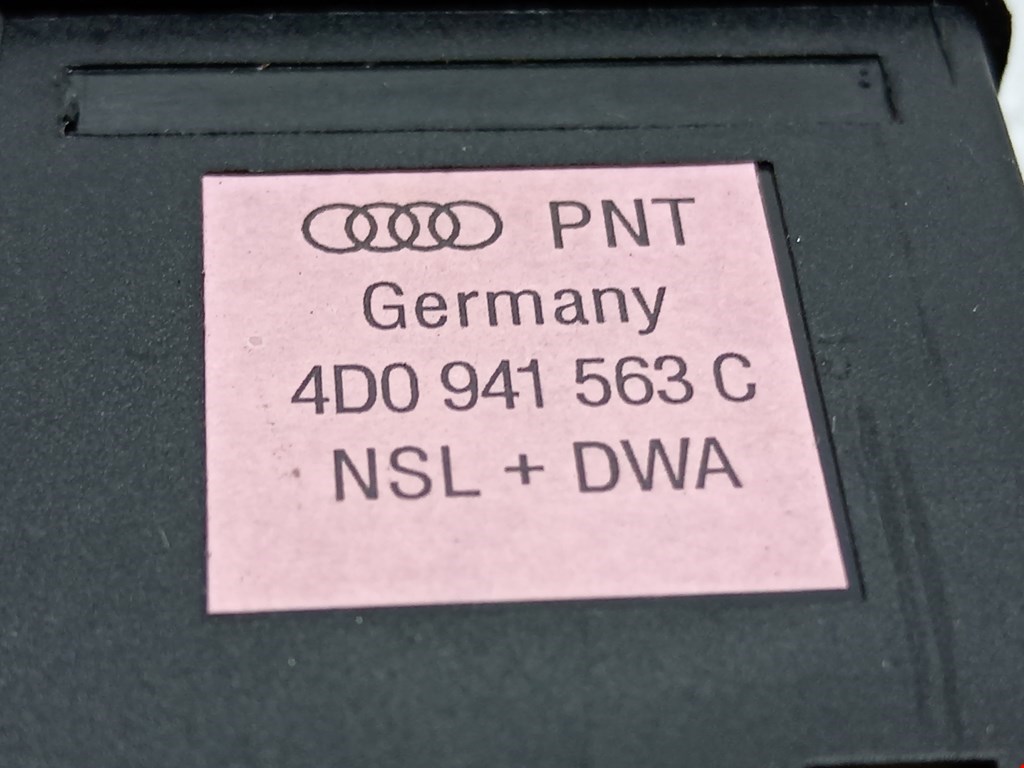 PNT
Germany
4D0 941 563 C
NSL + DWA